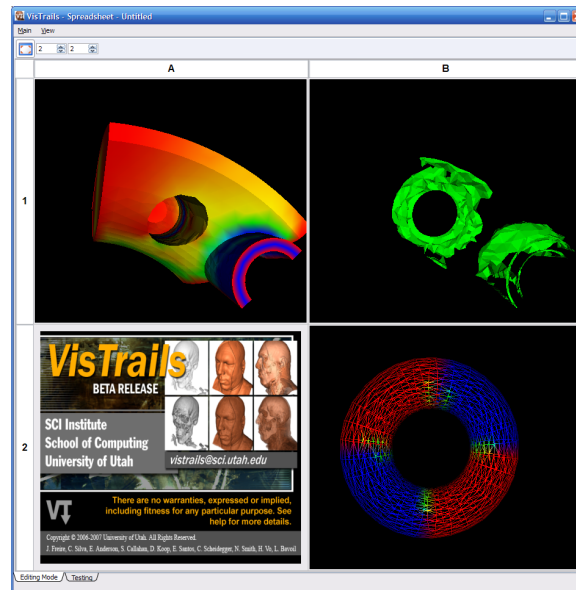 VisTrails - Spreadsheet - Untitled
Main View
2 2
A B
1
2
VisTrails
BETA RELEASE
SCI Institute
School of Computing
University of Utah
vistrails@sci.utah.edu
VT
There are no warranties, expressed or implied,
including fitness for any particular purpose. See
help for more details.
Copyright © 2006-2007 University of Utah. All Rights Reserved.
J. Freire, C. Silva, E. Anderson, S. Callahan, D. Koop, E. Santos, C. Scheidegger, N. Smith, H. Vo, L. Bavoil
Editing Mode Testing